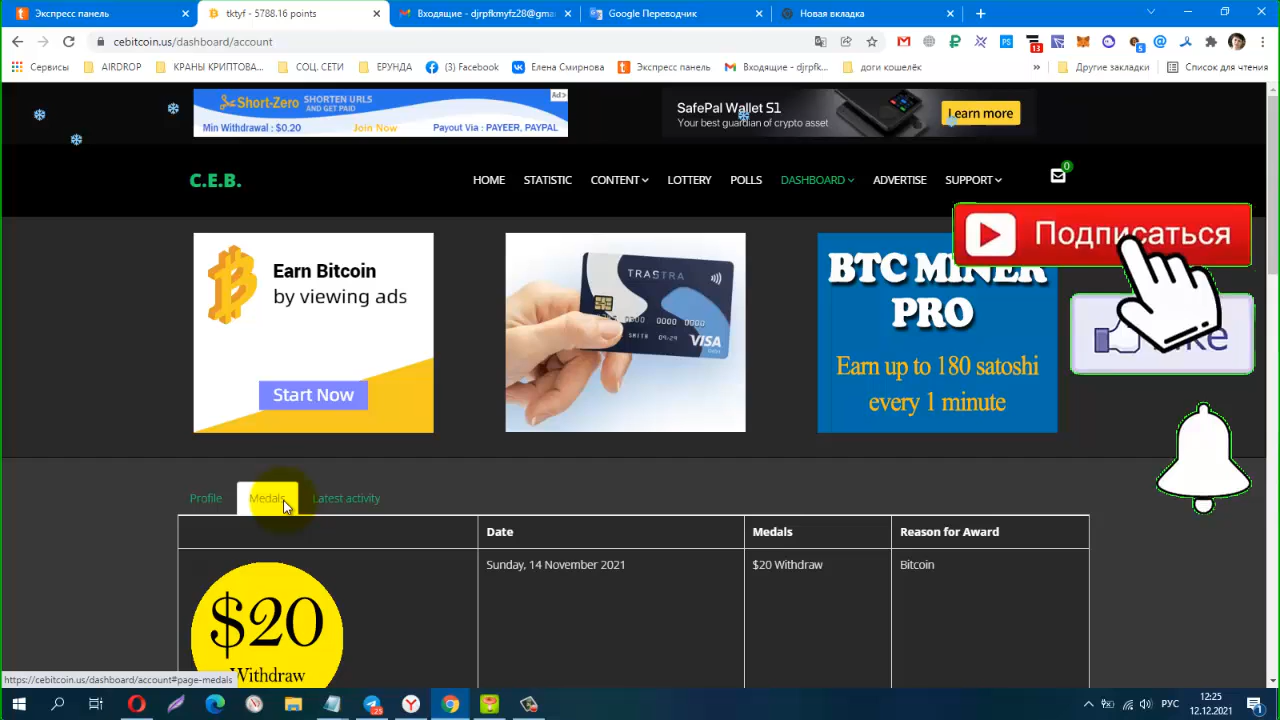 Экспресс панель
tktyf - 5788.16 points
Входящие - djrpfkmyfz28@gma
Google Переводчик
Новая вкладка
cebitcoin.us/dashboard/account
13
5
Сервисы
AIRDROP
КРАНЫ КРИПТОВА...
СОЦ. СЕТИ
ЕРУНДА
(3) Facebook
Елена Смирнова
Экспресс панель
Входящие - djrpfk...
доги кошелёк
»
Другие закладки
Список для чтения
Short-Zero SHORTEN URLS
AND GET PAID
Min Withdrawal : $0.20
Join Now
Payout Via : PAYEER, PAYPAL
Ad
SafePal Wallet S1
Your best guardian of crypto asset
Learn more
C.E.B.
HOME
STATISTIC
CONTENT
LOTTERY
POLLS
DASHBOARD
ADVERTISE
SUPPORT
0
Подписаться
Earn Bitcoin
by viewing ads
Start Now
TRASTRA
VISA
BTC MINER
PRO
Earn up to 180 satoshi
every 1 minute
Profile
Medals
Latest activity
Date
Medals
Reason for Award
Sunday, 14 November 2021
$20 Withdraw
Bitcoin
$20
Withdraw
https://cebitcoin.us/dashboard/account#page-medals
РУС
12:25
12.12.2021